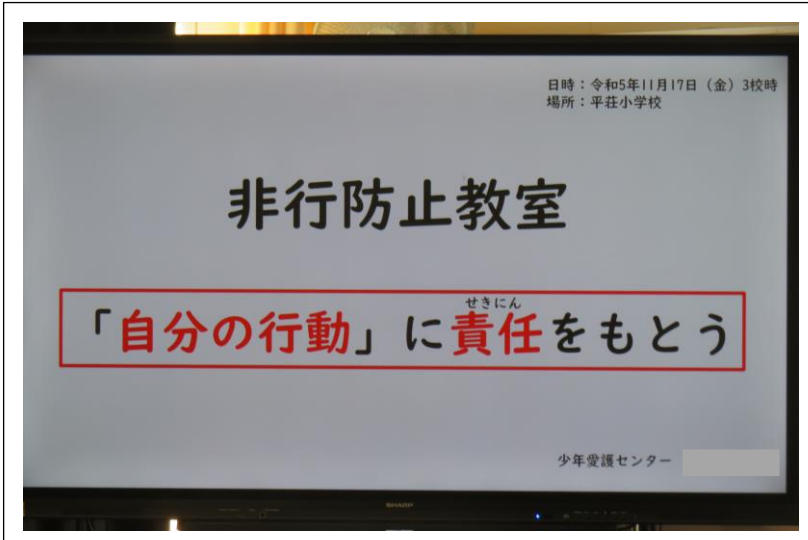 日時：令和5年11月17日（金）3校時
場所：平荘小学校
非行防止教室
せきにん
「自分の行動」に責任をもとう
少年愛護センター
SHARP